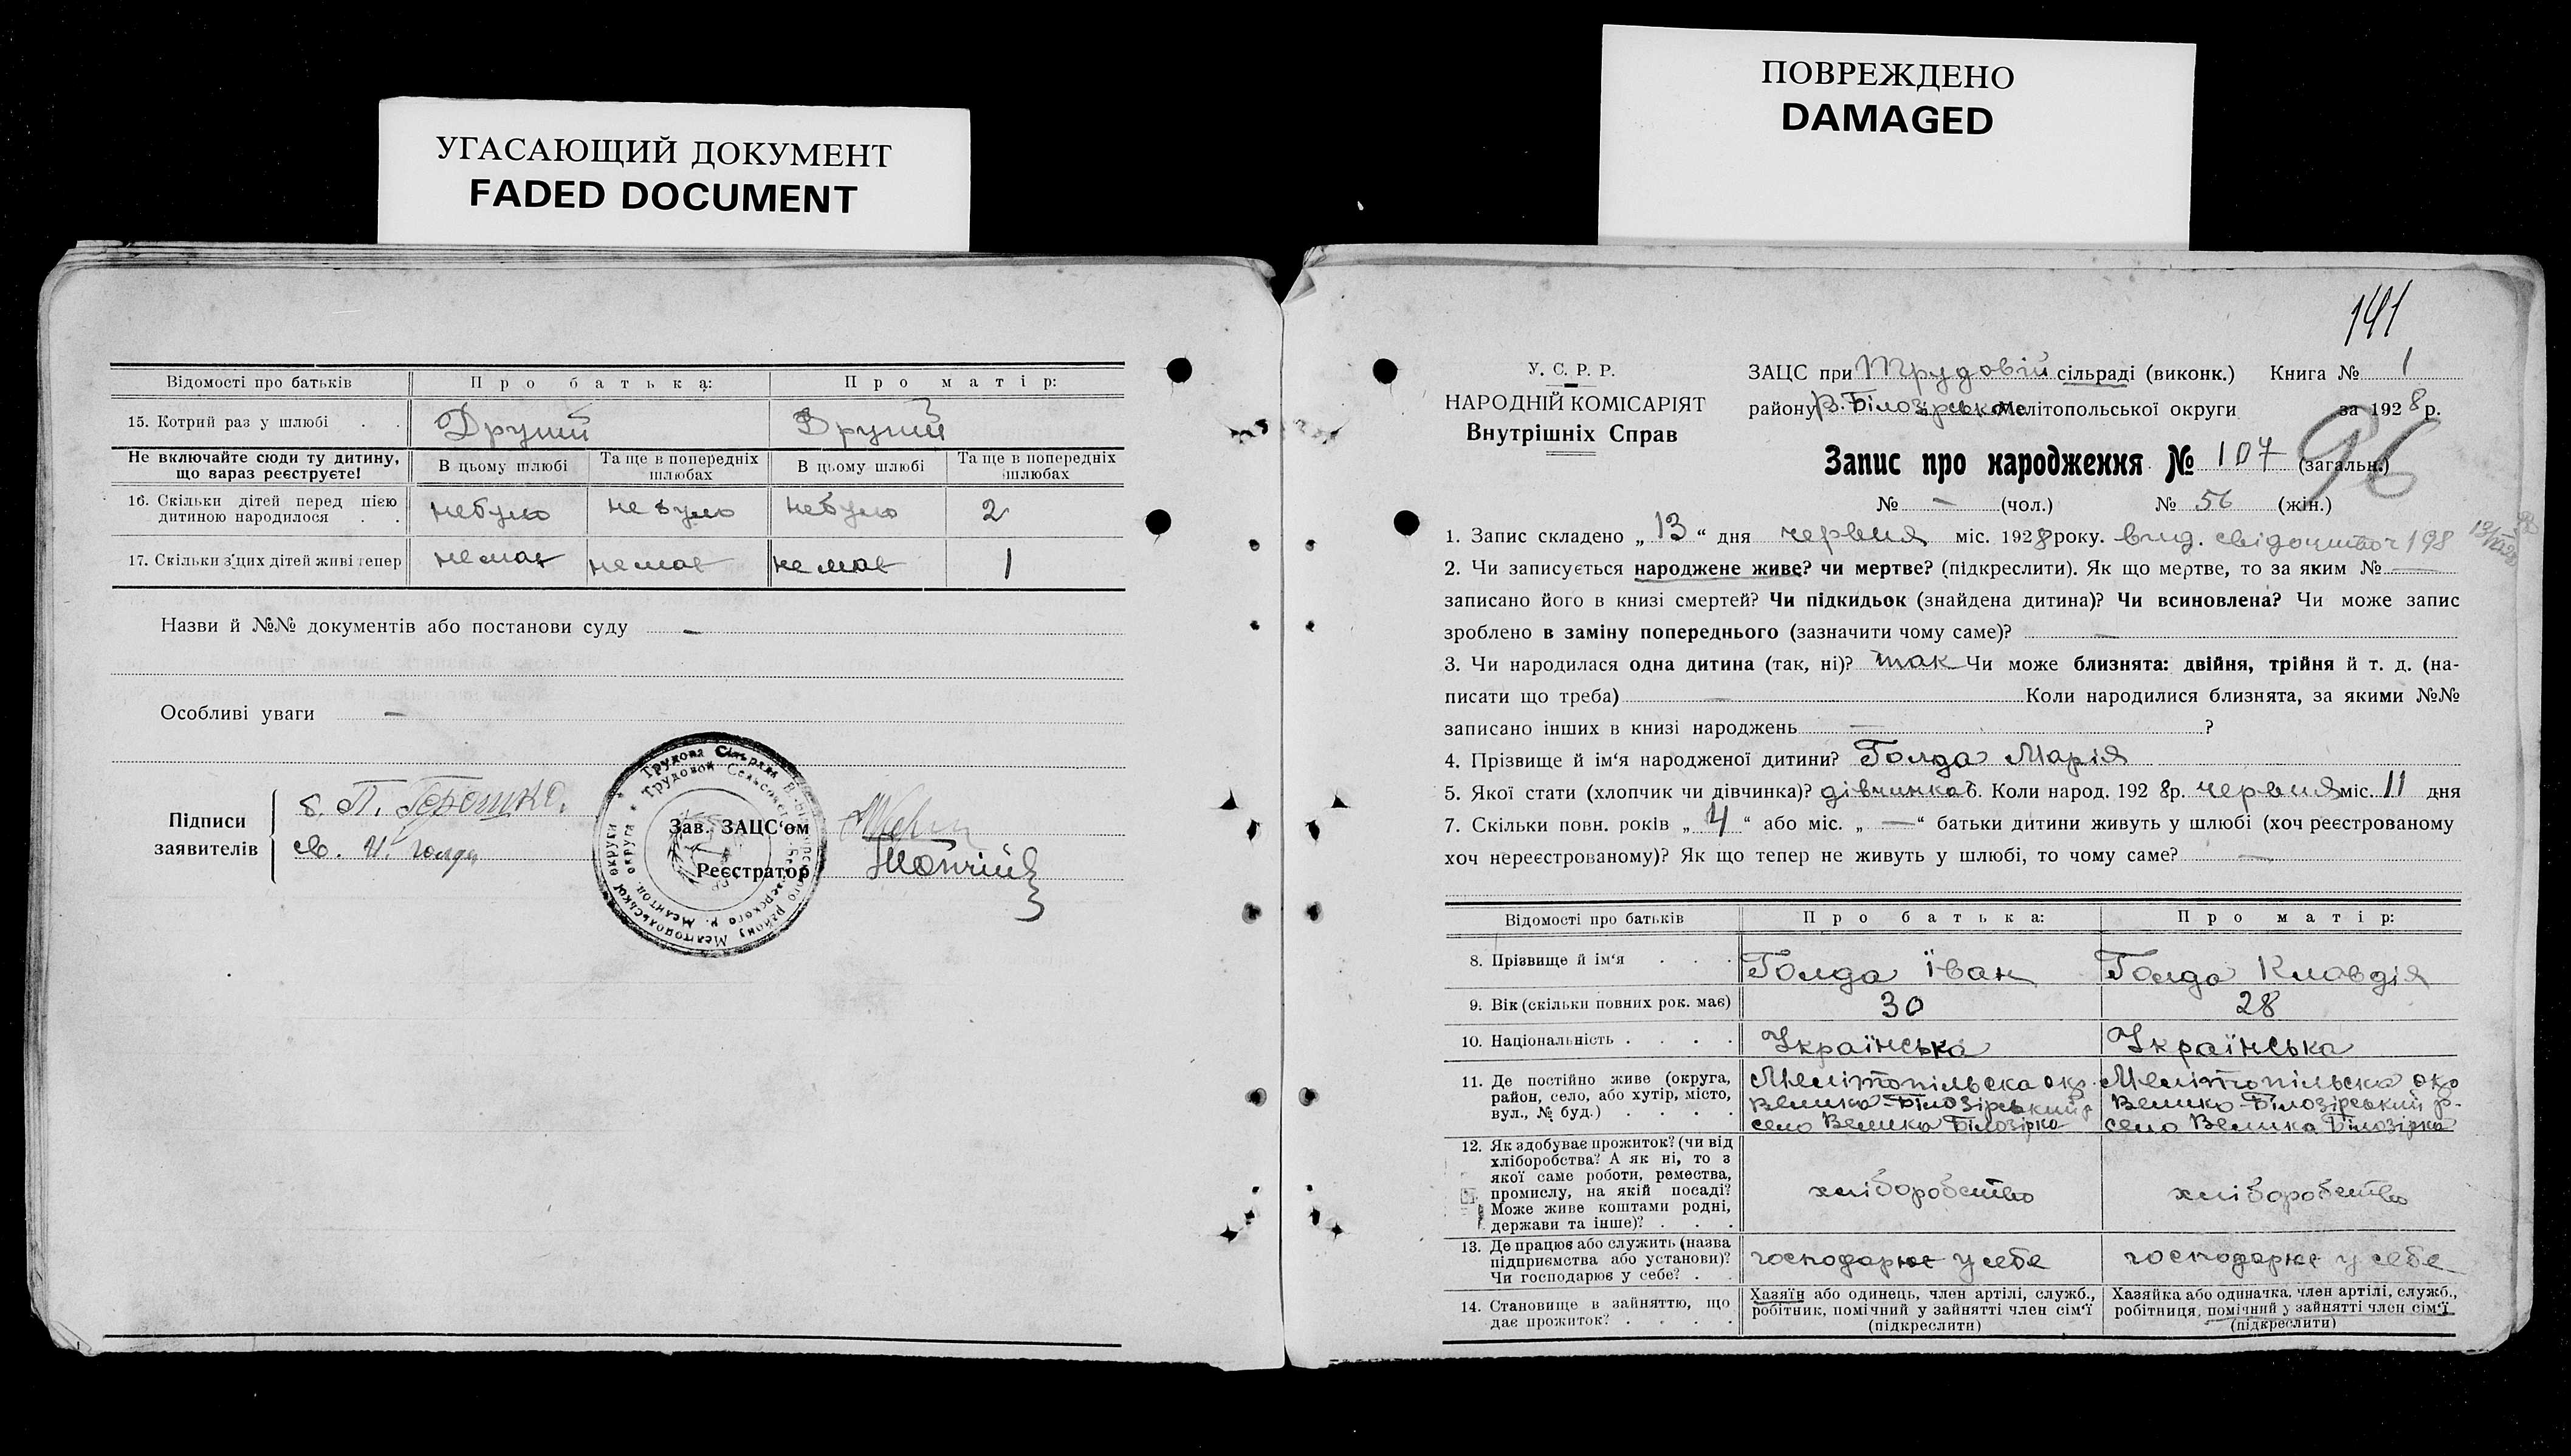 УГАСАЮЩИЙ ДОКУМЕНТ
FADED DOCUMENT
ПОВРЕЖДЕНО
DAMAGED
Відомості про батьків Про батька: Про матір:
15. Котрий раз у шлюбі . . Другий Другий
Не включайте сюди ту дитину, що вараз реєструєте! В цьому шлюбі Та ще в попередніх шлюбах В цьому шлюбі Та ще в попередніх шлюбах
16. Скільки дітей перед цією дитиною народилося . . небуло небуло небуло 2
17. Скільки з'цих дітей живі тепер немає немає немає 1
Назви й №№ документів або постанови суду —
Особливі уваги —
Підписи заявителів
св. И. Голда
Зав. ЗАЦС‘ом
Реєстратор
141
У. С. Р. Р.
НАРОДНІЙ КОМІСАРІЯТ
Внутрішніх Справ
ЗАЦС при Трудовій сільраді (виконк.) Книга № 1
району В. Білозірськ Мелітопольської округи за 1928 р.
96
Запис про народження № 107 (загальн.)
№ — (чол.) № 56 (жін.)
1. Запис складено „ 13 “ дня червня міс. 1928 року. вид. свідоцтво 198
2. Чи записується народжене живе? чи мертве? (підкреслити). Як що мертве, то за яким № —
записано його в книзі смертей? Чи підкидьок (знайдена дитина)? Чи всиновлена? Чи може запис
зроблено в заміну попереднього (зазначити чому саме)? —
3. Чи народилася одна дитина (так, ні)? так Чи може близнята: двійня, трійня й т. д. (на-
писати що треба) — Коли народилися близнята, за якими №№
записано інших в книзі народжень — ?
4. Прізвище й ім‘я народженої дитини? Голда Марія
5. Якої стати (хлопчик чи дівчинка)? дівчинка 6. Коли народ. 1928 р. червня міс. 11 дня
7. Скільки повн. років „ 4 “ або міс. „ — “ батьки дитини живуть у шлюбі (хоч реєстрованому
хоч нереєстрованому)? Як що тепер не живуть у шлюбі, то чому саме? —
Відомості про батьків Про батька: Про матір:
8. Прізвище й ім‘я . . . Голда Іван Голда Кловдія
9. Вік (скільки повних рок. має) 30 28
10. Національність . . . . Українська Українська
11. Де постійно живе (округа, район, село, або хутір, місто, вул., № буд.) . . . . Мелітопільска окр. Велико-Білозірський р. село Велика Білозірка Мелітопільска окр Велико-Білозірський р. село Велика Білозірка
12. Як здобуває прожиток? (чи від хліборобства? А як ні, то з якої саме роботи, ремества, промислу, на якій посаді? Може живе коштами родні, держави та інше)? . . . хліборобство хліборобство
13. Де працює або служить (назва підприємства або установи)? Чи господарює у себе? . . господарює у себе господарює у себе
14. Становище в зайняттю, що дає прожиток? . . . . Хазяїн або одинець, член артілі, служб., робітник, помічний у зайнятті член сім‘ї (підкреслити) Хазяйка або одиначка, член артілі, служб., робітниця, помічний у зайнятті член сім‘ї (підкреслити)